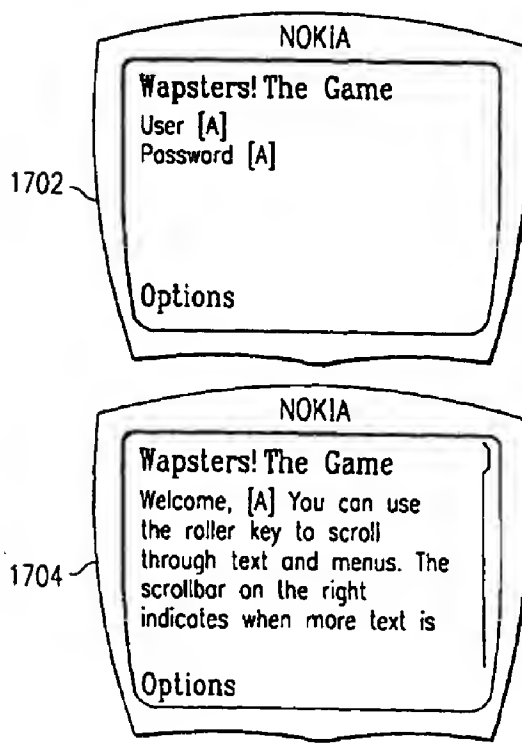 NOKIA
Wapsters! The Game
User [A]
Password [A]
1702
Options
NOKIA
Wapsters! The Game
Welcome, [A] You can use
the roller key to scroll
through text and menus. The
scrollbar on the right
indicates when more text is
1704
Options